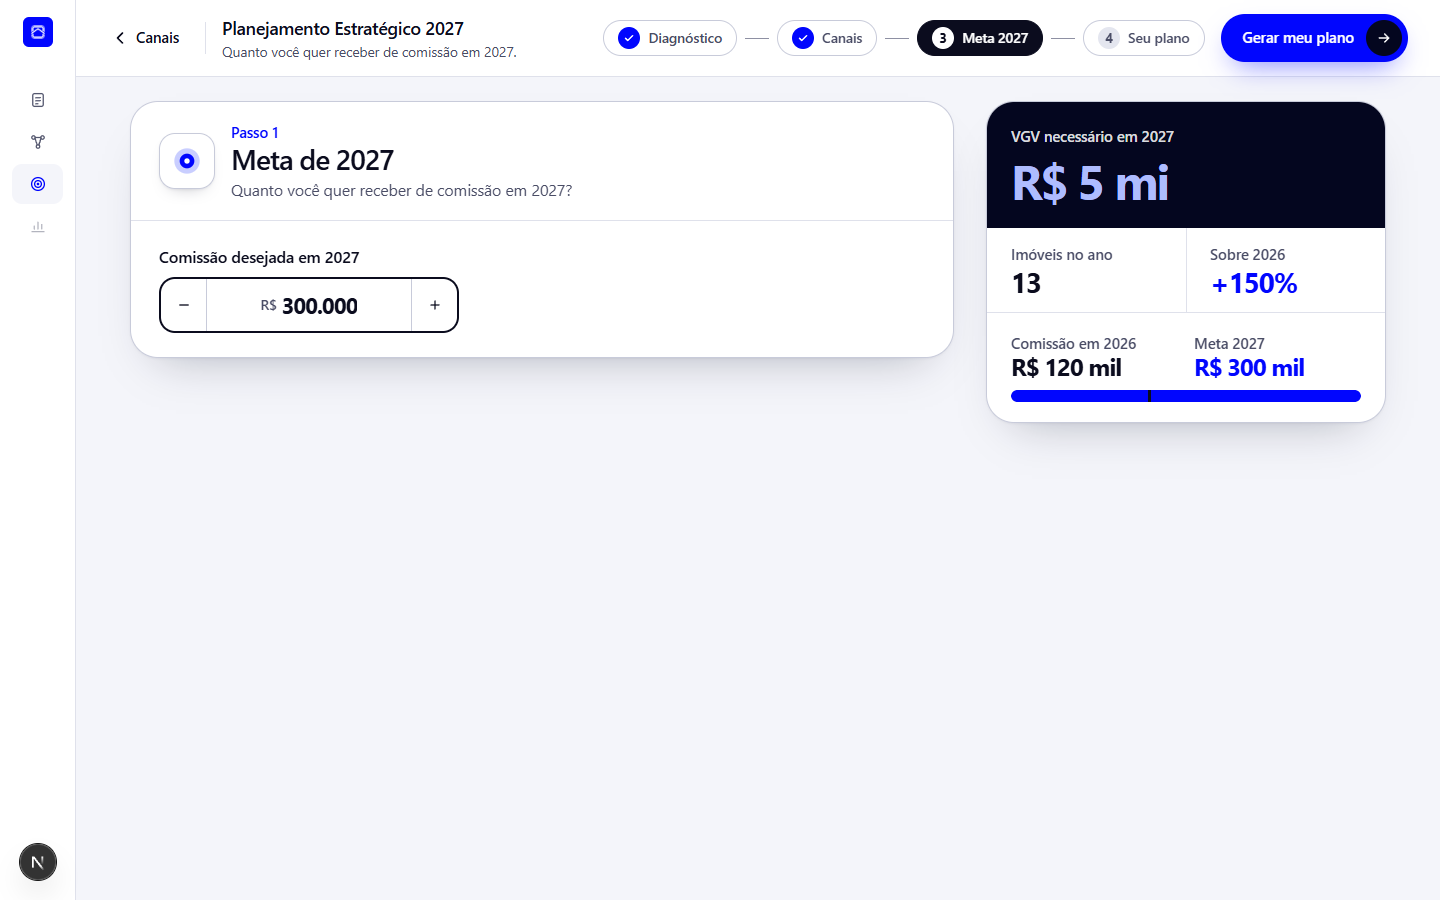 Canais
Planejamento Estratégico 2027
Quanto você quer receber de comissão em 2027.
Diagnóstico
Canais
3 Meta 2027
4 Seu plano
Gerar meu plano
Passo 1
Meta de 2027
Quanto você quer receber de comissão em 2027?
Comissão desejada em 2027
− R$ 300.000 +
VGV necessário em 2027
R$ 5 mi
Imóveis no ano
13
Sobre 2026
+150%
Comissão em 2026
R$ 120 mil
Meta 2027
R$ 300 mil
N